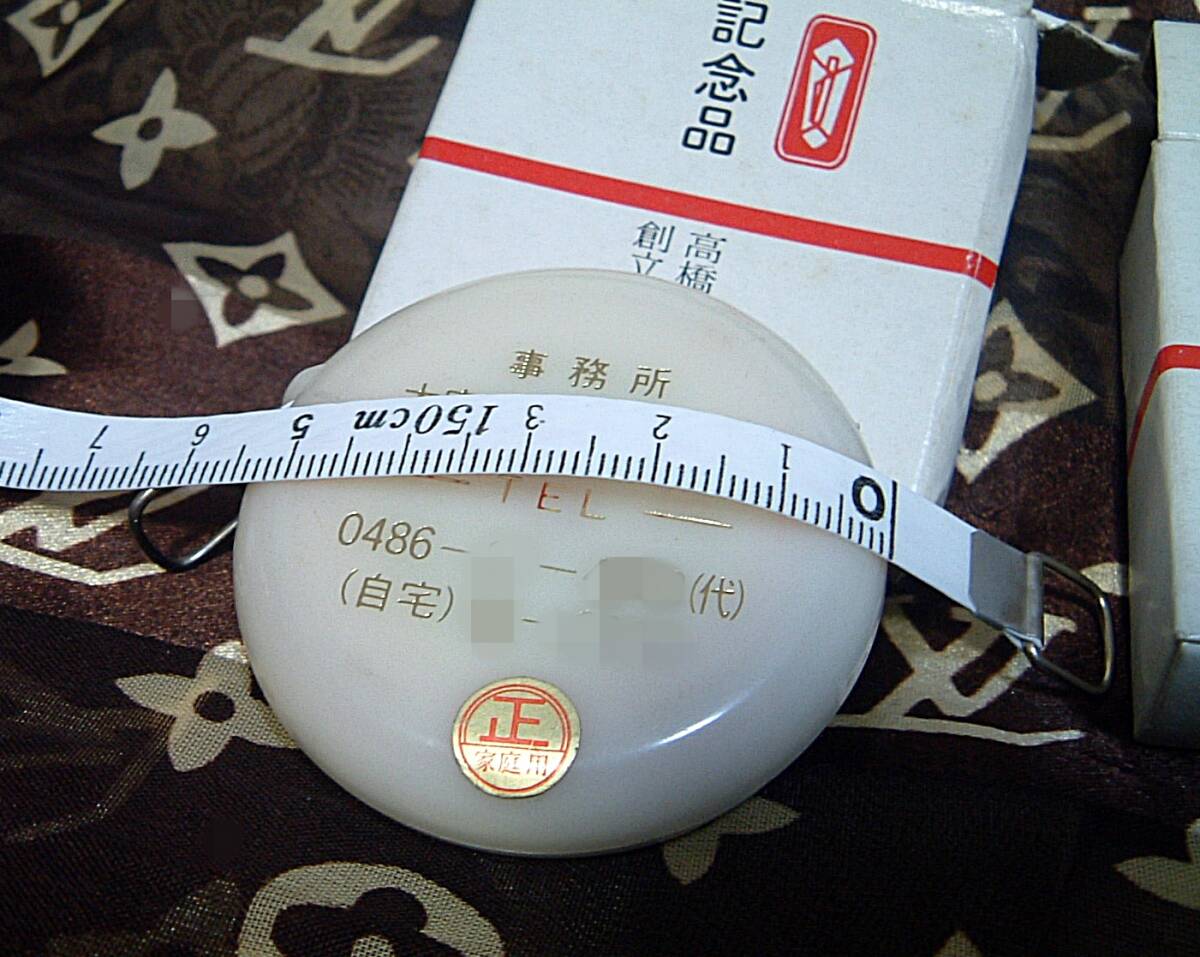 記念品
高橋
創立
事務所
0 1 2 3 150cm 5 6 7
TEL
0486-
(代)
(自宅)
正
家庭用